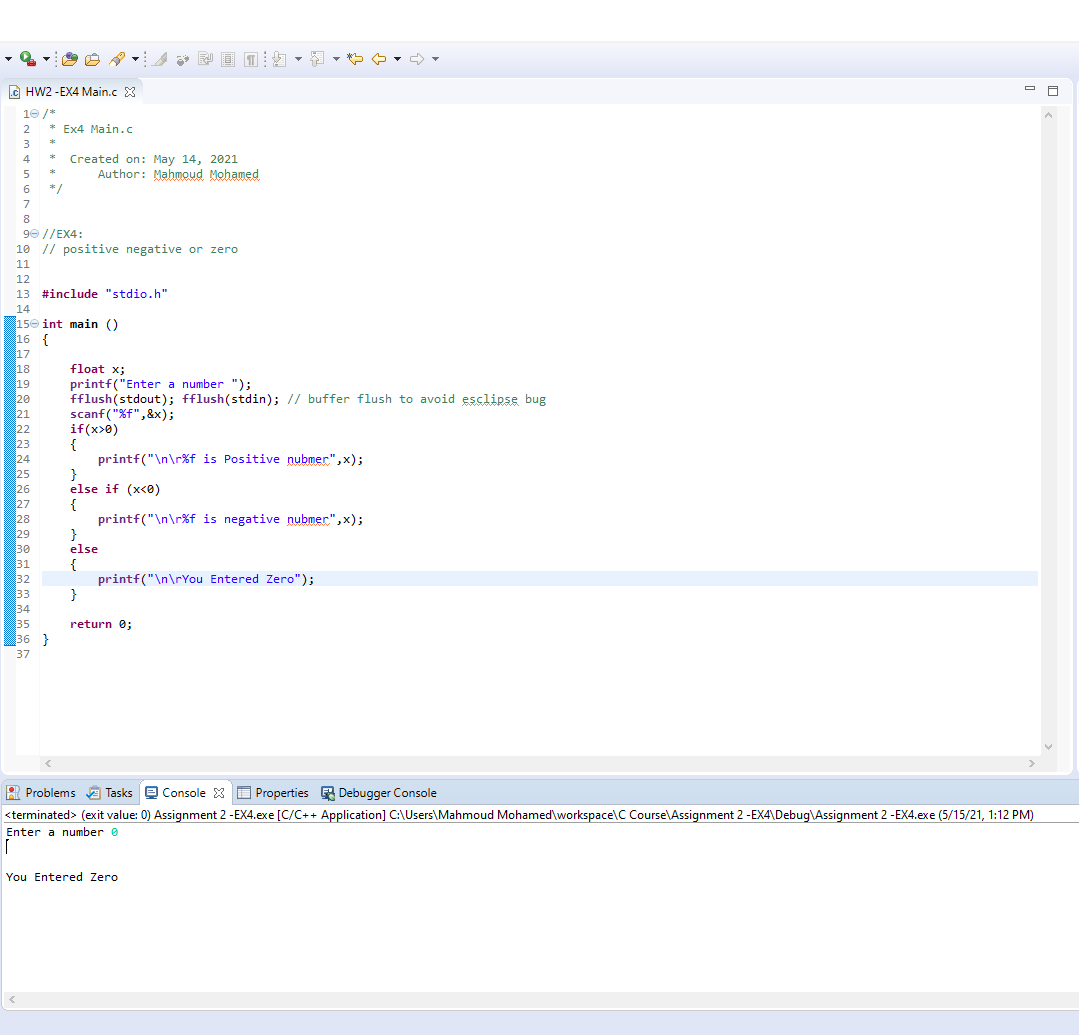 HW2 -EX4 Main.c
1 /*
2  * Ex4 Main.c
3  *
4  *  Created on: May 14, 2021
5  *      Author: Mahmoud Mohamed
6  */
7
8
9 //EX4:
10 // positive negative or zero
11
12
13 #include "stdio.h"
14
15 int main ()
16 {
17
18     float x;
19     printf("Enter a number ");
20     fflush(stdout); fflush(stdin); // buffer flush to avoid esclipse bug
21     scanf("%f",&x);
22     if(x>0)
23     {
24         printf("\n\r%f is Positive nubmer",x);
25     }
26     else if (x<0)
27     {
28         printf("\n\r%f is negative nubmer",x);
29     }
30     else
31     {
32         printf("\n\rYou Entered Zero");
33     }
34
35     return 0;
36 }
37
Problems Tasks Console Properties Debugger Console
<terminated> (exit value: 0) Assignment 2 -EX4.exe [C/C++ Application] C:\Users\Mahmoud Mohamed\workspace\C Course\Assignment 2 -EX4\Debug\Assignment 2 -EX4.exe (5/15/21, 1:12 PM)
Enter a number 0
You Entered Zero